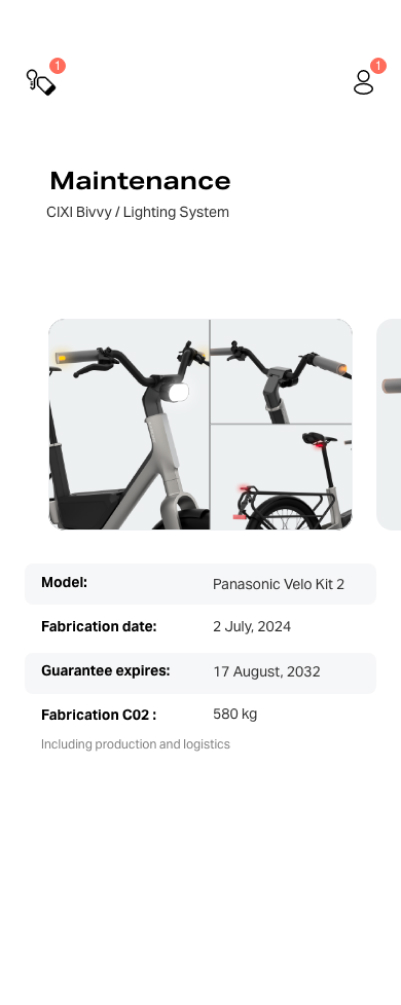 1
1
Maintenance
CIXI Bivvy / Lighting System
Model: Panasonic Velo Kit 2
Fabrication date: 2 July, 2024
Guarantee expires: 17 August, 2032
Fabrication C02 : 580 kg
Including production and logistics